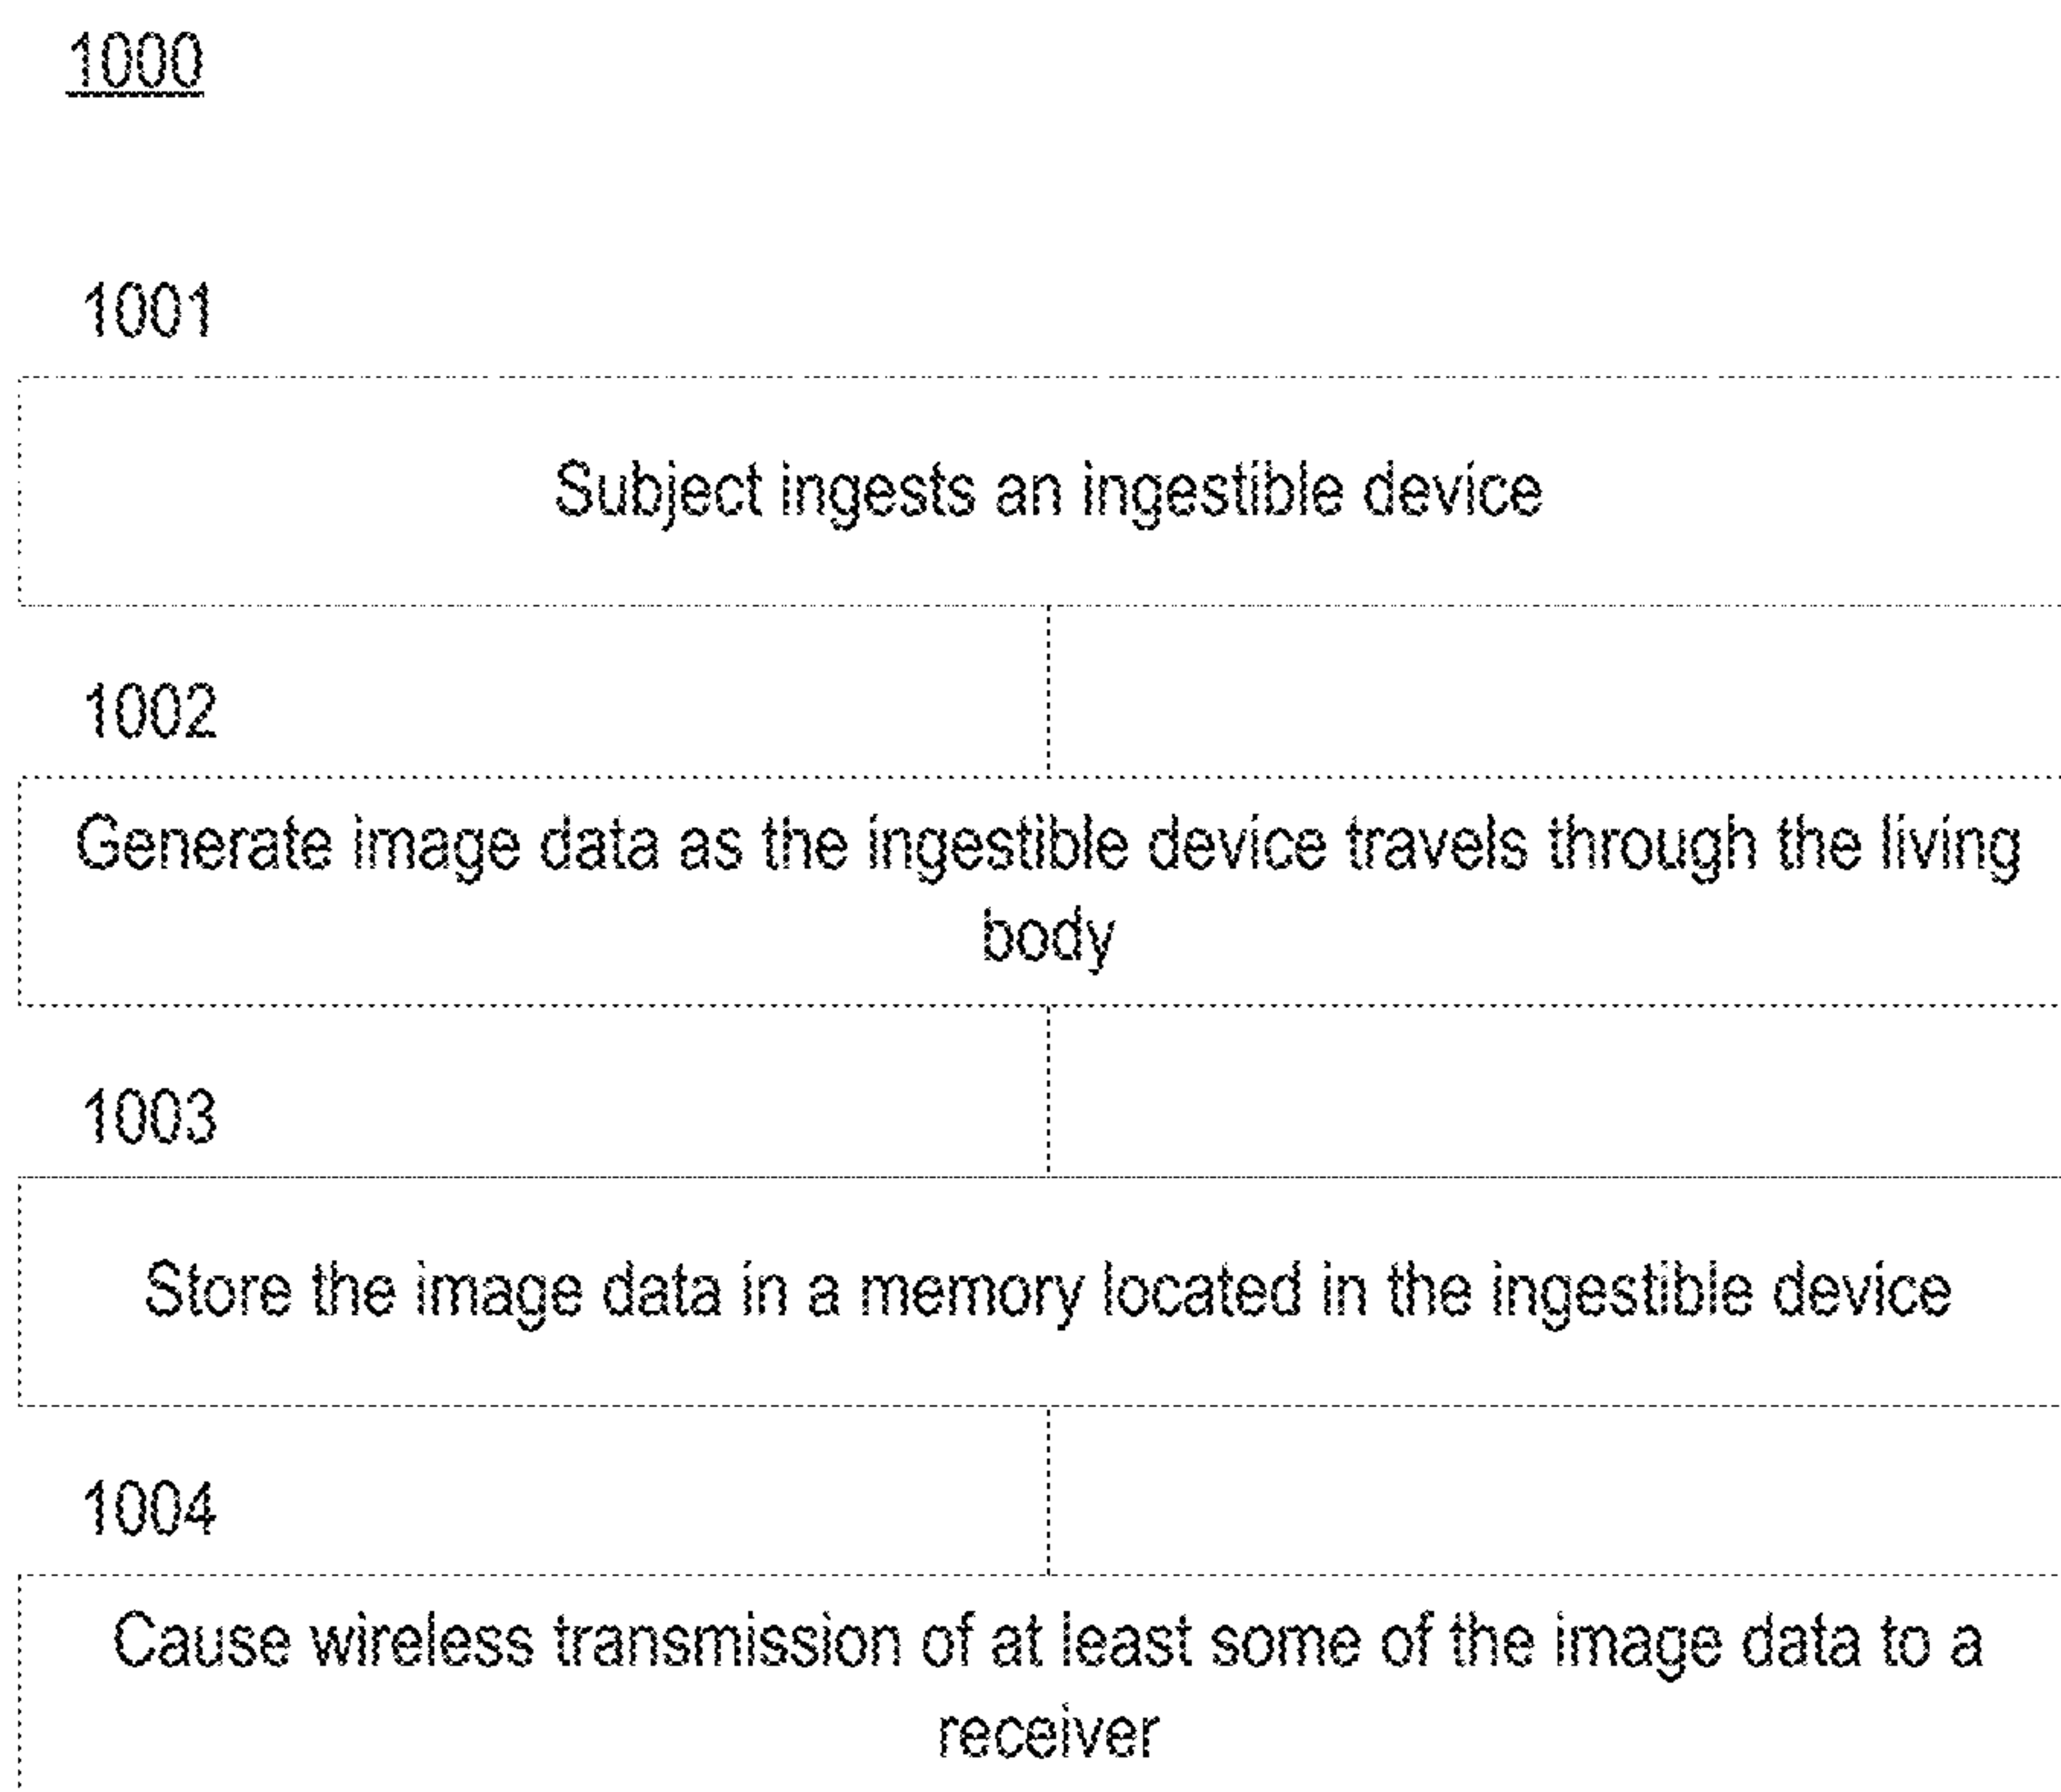 1000
1001
Subject ingests an ingestible device
1002
Generate image data as the ingestible device travels through the living
body
1003
Store the image data in a memory located in the ingestible device
1004
Cause wireless transmission of at least some of the image data to a
receiver